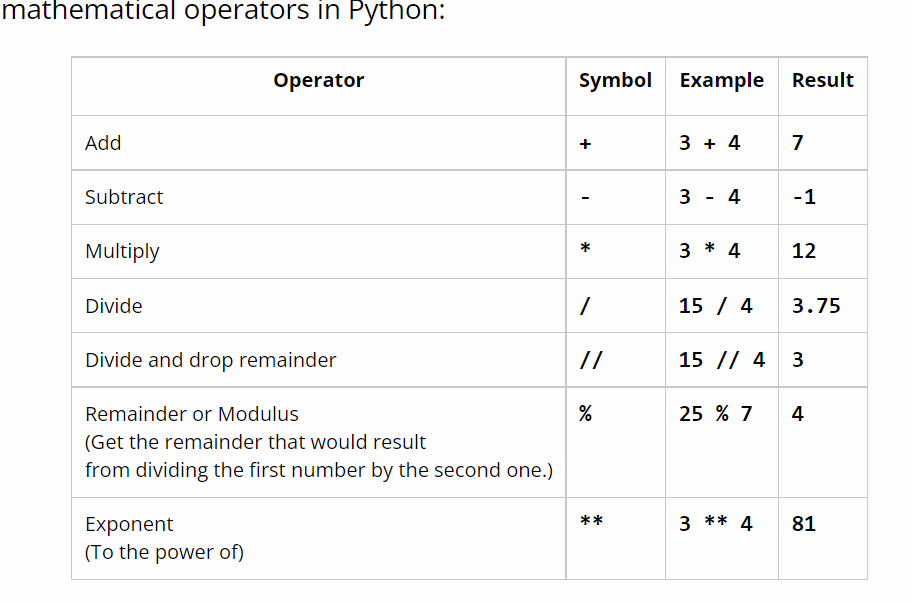 mathematical operators in Python:
Operator Symbol Example Result
Add + 3 + 4 7
Subtract - 3 - 4 -1
Multiply * 3 * 4 12
Divide / 15 / 4 3.75
Divide and drop remainder // 15 // 4 3
Remainder or Modulus % 25 % 7 4
(Get the remainder that would result
from dividing the first number by the second one.)
Exponent ** 3 ** 4 81
(To the power of)